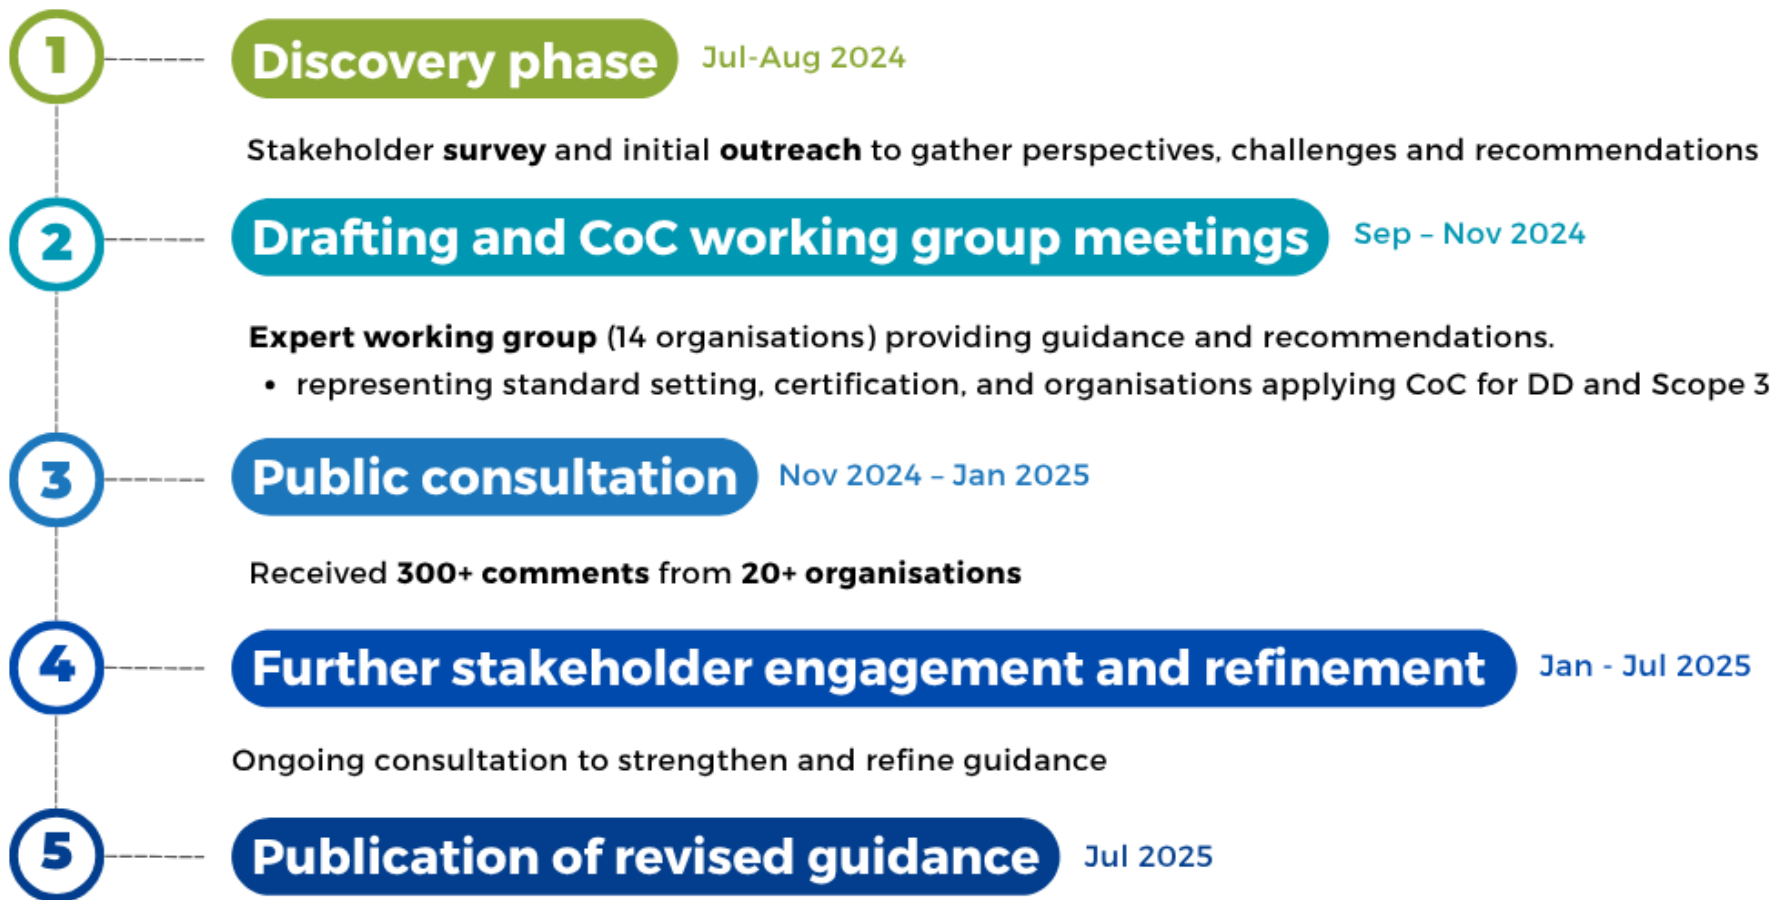 1
Discovery phase Jul-Aug 2024
Stakeholder survey and initial outreach to gather perspectives, challenges and recommendations
2
Drafting and CoC working group meetings Sep – Nov 2024
Expert working group (14 organisations) providing guidance and recommendations.
• representing standard setting, certification, and organisations applying CoC for DD and Scope 3
3
Public consultation Nov 2024 – Jan 2025
Received 300+ comments from 20+ organisations
4
Further stakeholder engagement and refinement Jan - Jul 2025
Ongoing consultation to strengthen and refine guidance
5
Publication of revised guidance Jul 2025